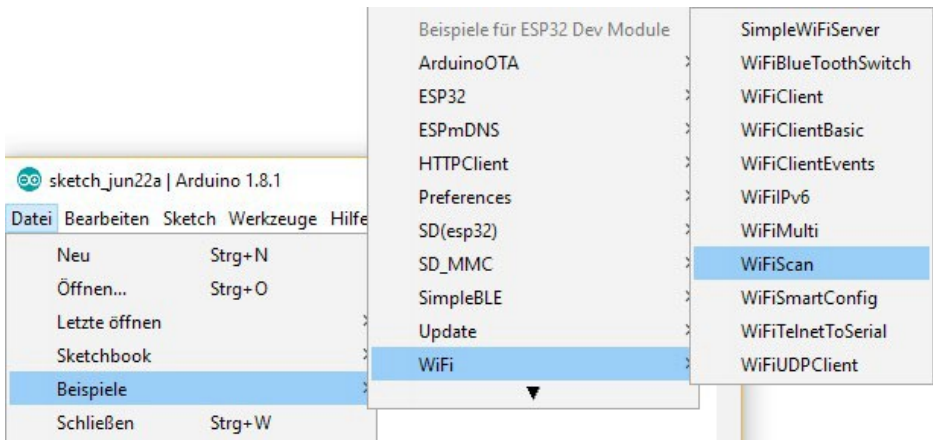 sketch_jun22a | Arduino 1.8.1
Datei Bearbeiten Sketch Werkzeuge Hilfe
Neu Strg+N
Öffnen... Strg+O
Letzte öffnen
Sketchbook
Beispiele
Schließen Strg+W
Beispiele für ESP32 Dev Module
ArduinoOTA
ESP32
ESPmDNS
HTTPClient
Preferences
SD(esp32)
SD_MMC
SimpleBLE
Update
WiFi
SimpleWiFiServer
WiFiBlueToothSwitch
WiFiClient
WiFiClientBasic
WiFiClientEvents
WiFiIPv6
WiFiMulti
WiFiScan
WiFiSmartConfig
WiFiTelnetToSerial
WiFiUDPClient